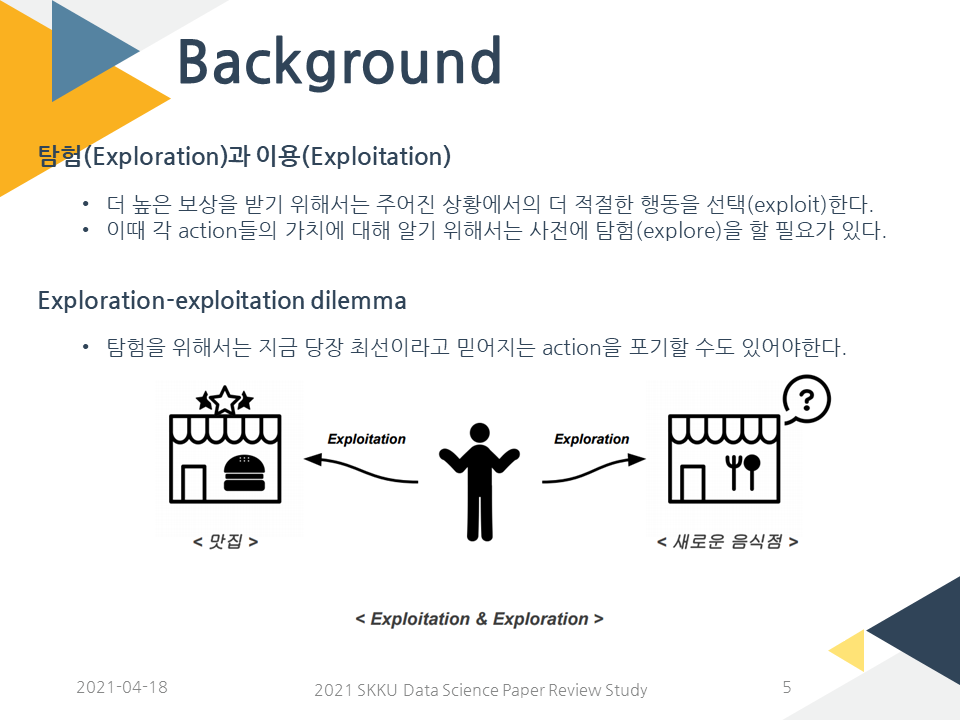 Background
탐험(Exploration)과 이용(Exploitation)
• 더 높은 보상을 받기 위해서는 주어진 상황에서의 더 적절한 행동을 선택(exploit)한다.
• 이때 각 action들의 가치에 대해 알기 위해서는 사전에 탐험(explore)을 할 필요가 있다.
Exploration-exploitation dilemma
• 탐험을 위해서는 지금 당장 최선이라고 믿어지는 action을 포기할 수도 있어야한다.
?
Exploitation
Exploration
< 맛집 >
< 새로운 음식점 >
< Exploitation & Exploration >
2021-04-18
2021 SKKU Data Science Paper Review Study
5